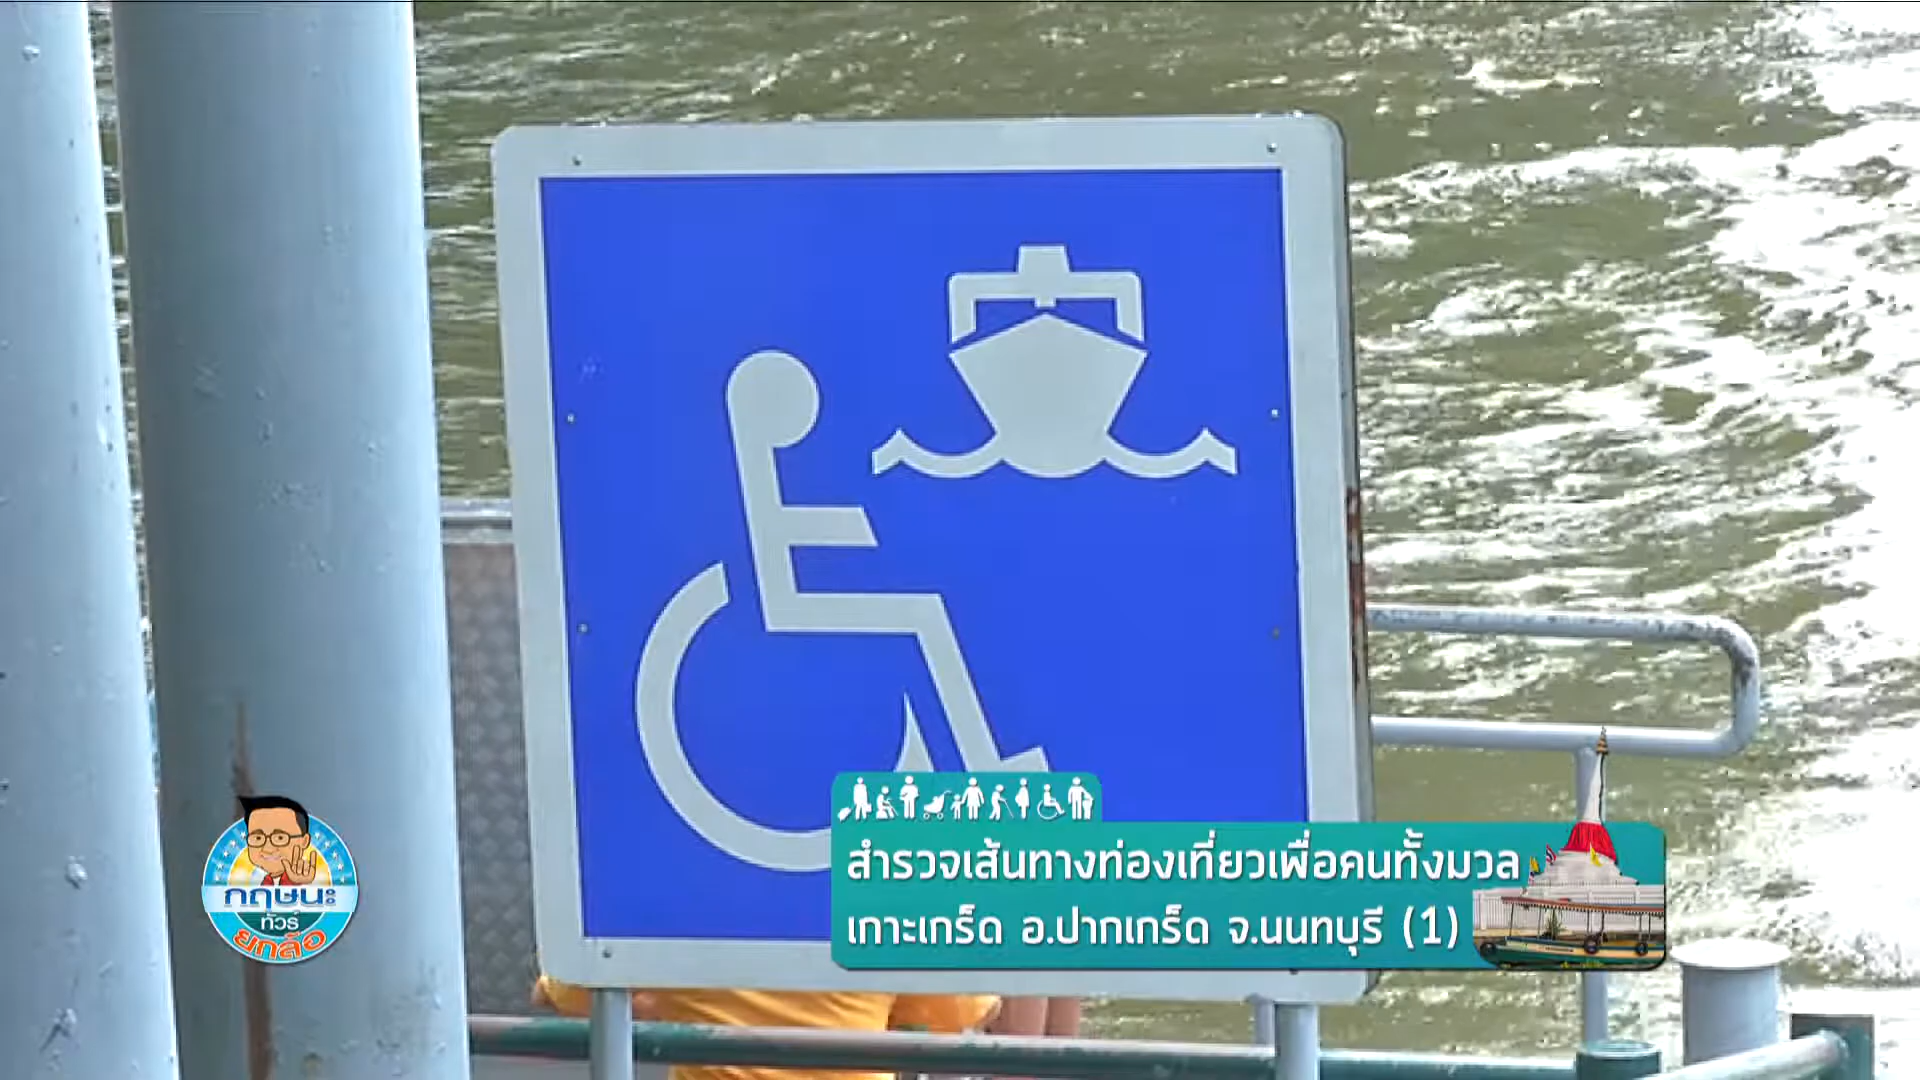 สำรวจเส้นทางท่องเที่ยวเพื่อคนทั้งมวล
เกาะเกร็ด อ.ปากเกร็ด จ.นนทบุรี (1)
กฤษนะ
ทัวร์
ยกล้อ